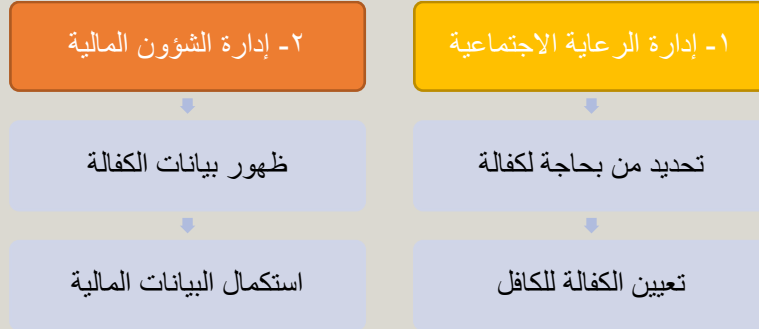 ١- إدارة الرعاية الاجتماعية
تحديد من بحاجة لكفالة
تعيين الكفالة للكافل
٢- إدارة الشؤون المالية
ظهور بيانات الكفالة
استكمال البيانات المالية